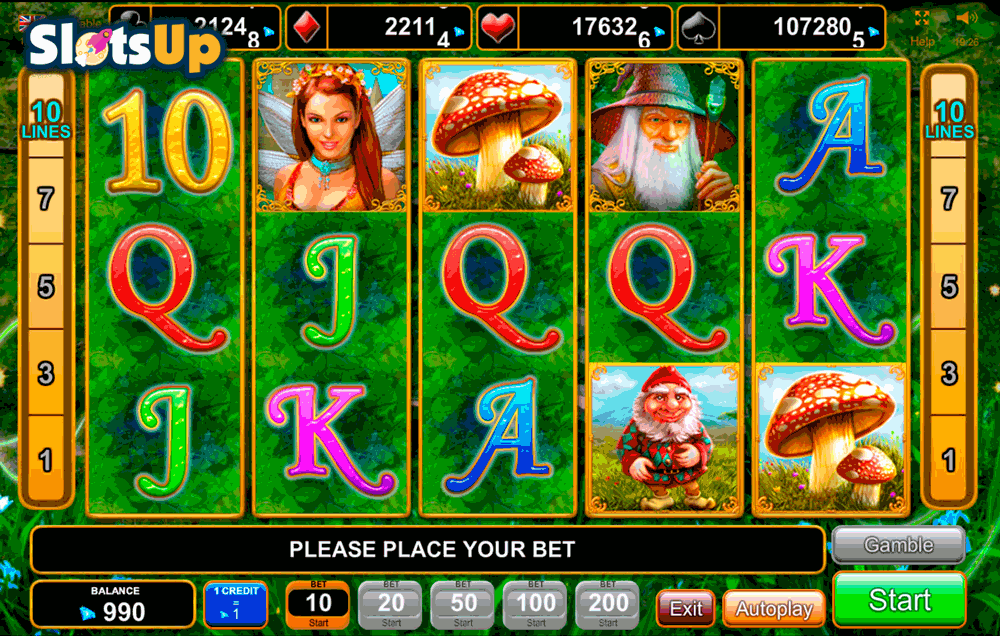 SlotsUp
2124 8
2211 4
17632 6
107280 5
Help
10 LINES
7
5
3
1
10 LINES
7
5
3
1
10 A
Q J Q Q K
J K A
PLEASE PLACE YOUR BET
Gamble
BALANCE
990
1 CREDIT
=
1
BET
10
Start
BET
20
Start
BET
50
Start
BET
100
Start
BET
200
Start
Exit
Autoplay
Start